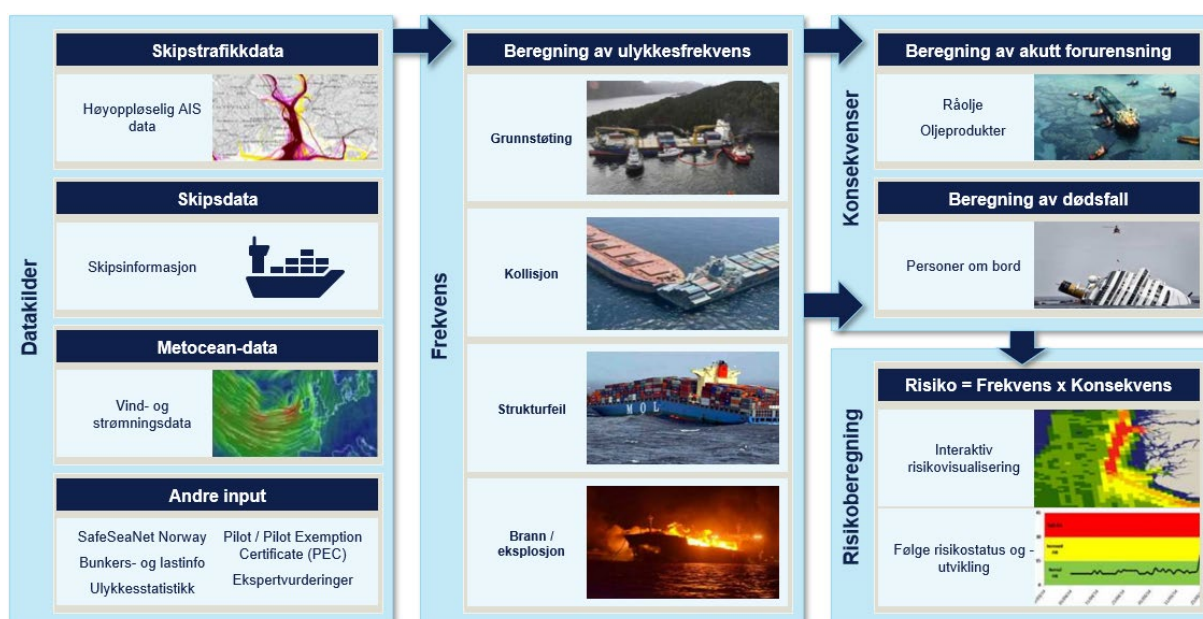 Datakilder
Skipstrafikkdata
Høyoppløselig AIS
data
Skipsdata
Skipsinformasjon
Metocean-data
Vind- og
strømningsdata
Andre input
SafeSeaNet Norway
Bunkers- og lastinfo
Ulykkesstatistikk
Pilot / Pilot Exemption
Certificate (PEC)
Ekspertvurderinger
Frekvens
Beregning av ulykkesfrekvens
Grunnstøting
Kollisjon
Strukturfeil
MOL
Brann /
eksplosjon
Konsekvenser
Beregning av akutt forurensning
Råolje
Oljeprodukter
Beregning av dødsfall
Personer om bord
Risikoberegning
Risiko = Frekvens x Konsekvens
Interaktiv
risikovisualisering
Følge risikostatus og -
utvikling